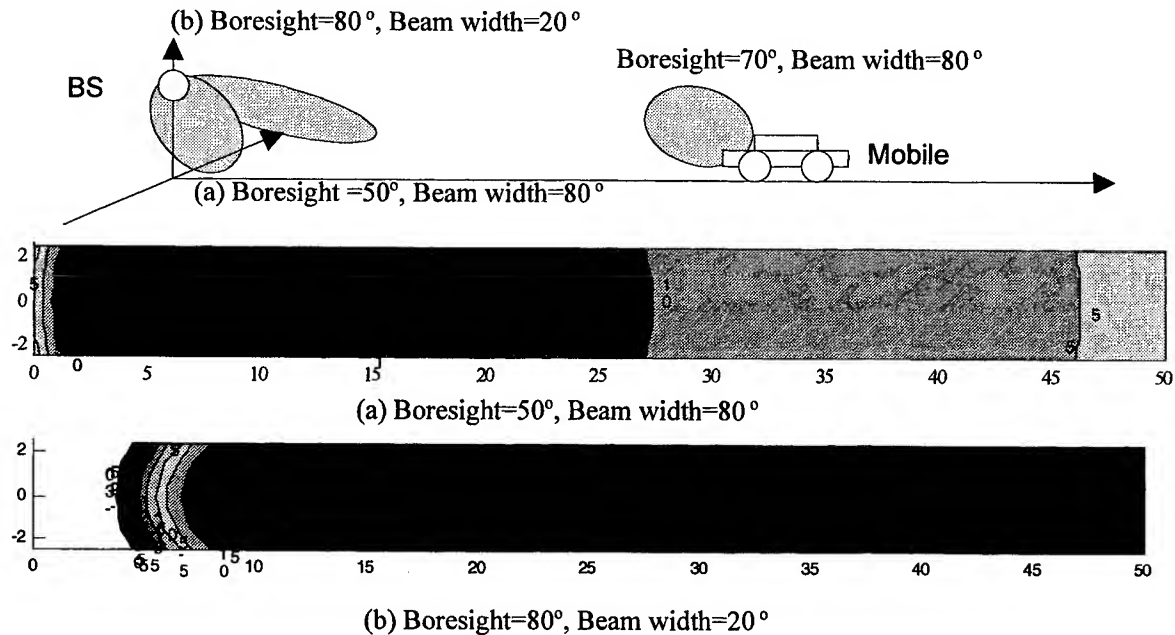 (b) Boresight=80°, Beam width=20°
Boresight=70°, Beam width=80°
BS
Mobile
(a) Boresight =50°, Beam width=80°
2
0
-2
5
1
0
5
0 0 5 10 15 20 25 30 35 40 45 50
(a) Boresight=50°, Beam width=80°
2
0
-2
0 10 15 20 25 30 35 40 45 50
(b) Boresight=80°, Beam width=20°